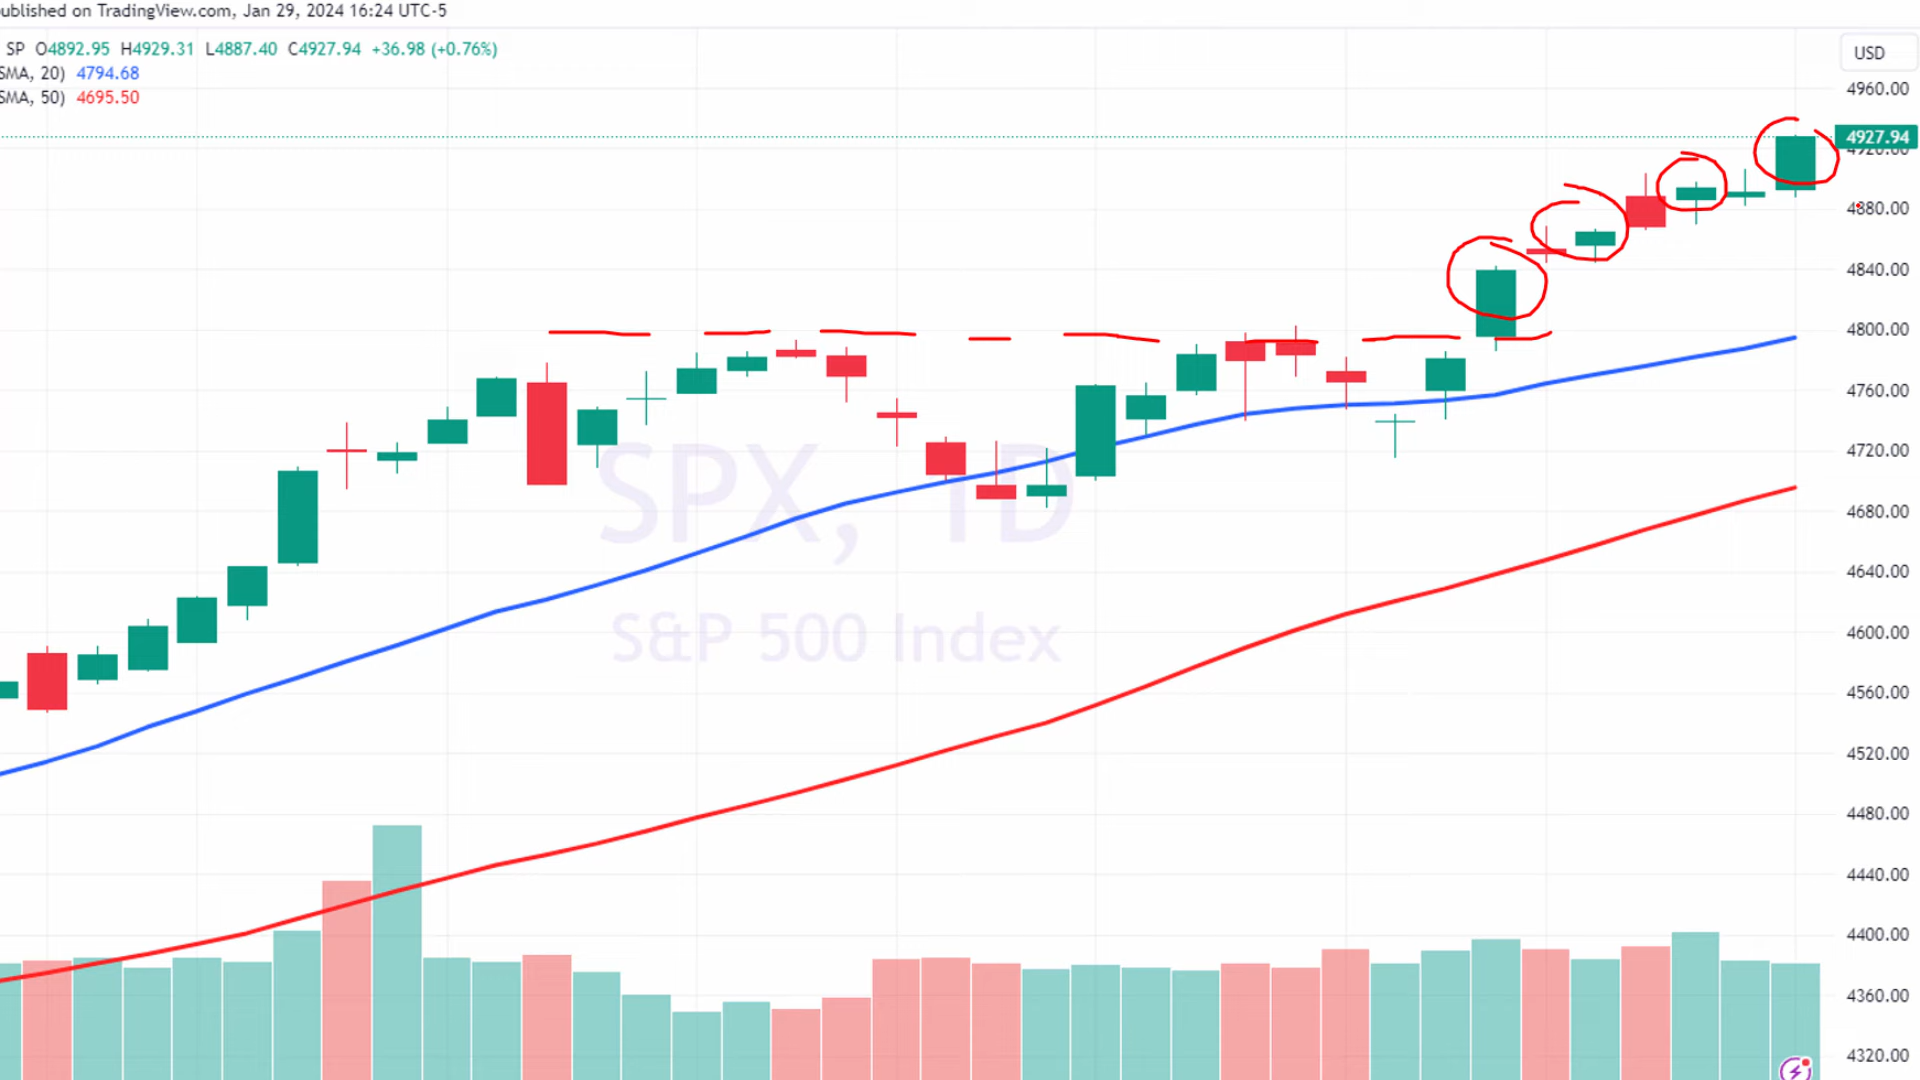 ublished on TradingView.com, Jan 29, 2024 16:24 UTC-5
SP O4892.95 H4929.31 L4887.40 C4927.94 +36.98 (+0.76%)
SMA, 20) 4794.68
SMA, 50) 4695.50
USD
4960.00
4927.94
4920.00
4880.00
4840.00
4800.00
4760.00
4720.00
4680.00
4640.00
4600.00
4560.00
4520.00
4480.00
4440.00
4400.00
4360.00
4320.00
SPX, 1D
S&P 500 Index